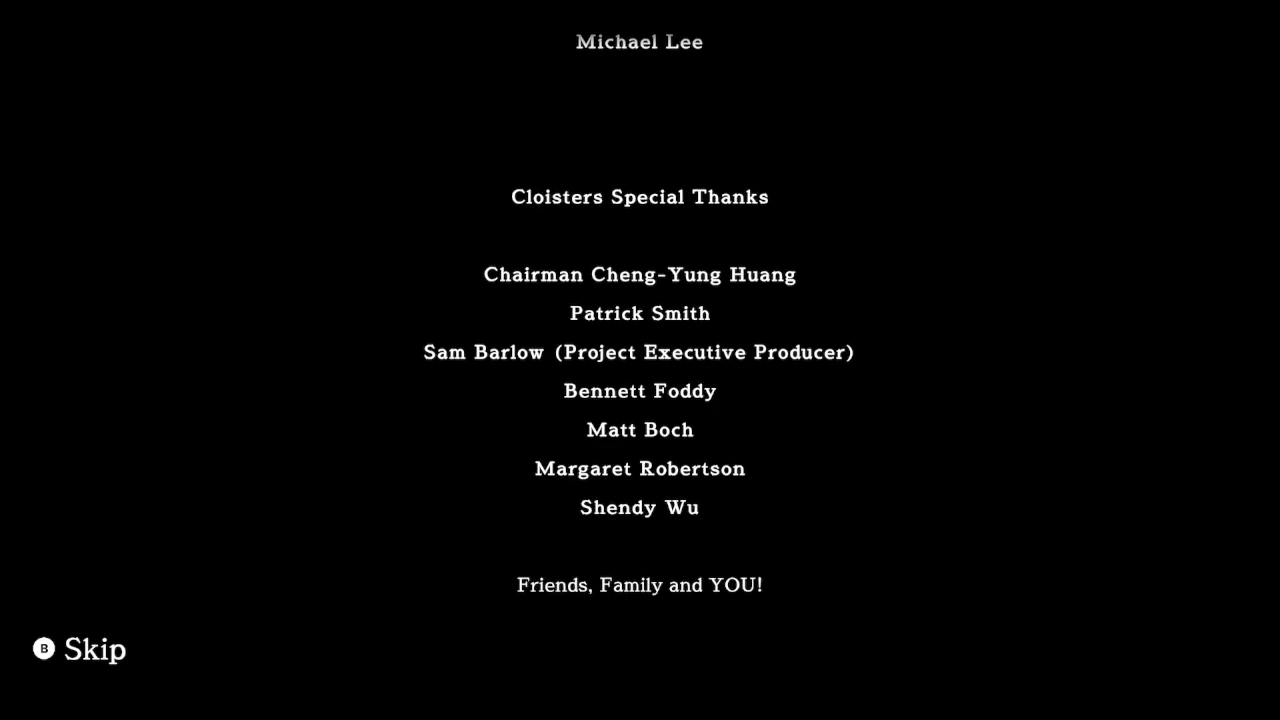 Michael Lee
Cloisters Special Thanks
Chairman Cheng-Yung Huang
Patrick Smith
Sam Barlow (Project Executive Producer)
Bennett Foddy
Matt Boch
Margaret Robertson
Shendy Wu
Friends, Family and YOU!
B Skip